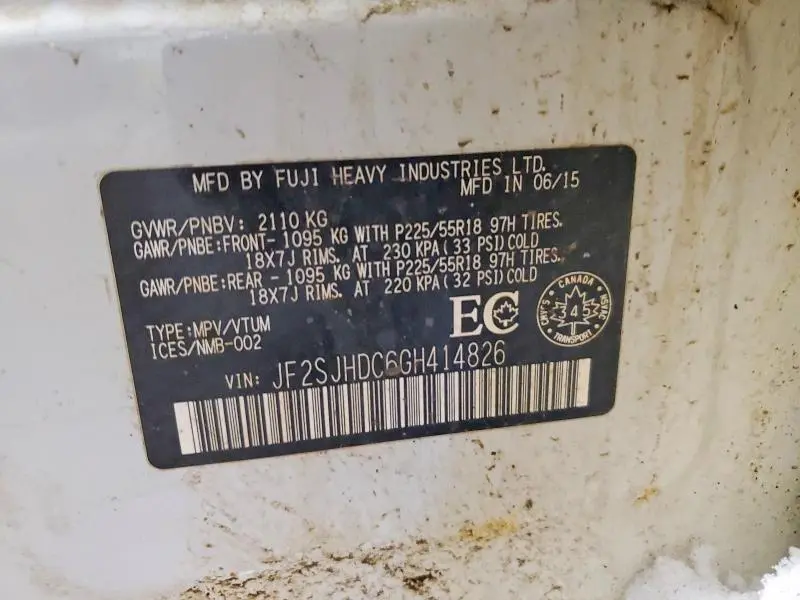 MFD BY FUJI HEAVY INDUSTRIES LTD.
MFD IN 06/15
GVWR/PNBV: 2110 KG
GAWR/PNBE:FRONT- 1095 KG WITH P225/55R18 97H TIRES.
18X7J RIMS. AT 230 KPA(33 PSI)COLD
GAWR/PNBE:REAR - 1095 KG WITH P225/55R18 97H TIRES.
18X7J RIMS. AT 220 KPA(32 PSI)COLD
TYPE:MPV/VTUM
ICES/NMB-002
EC
CANADA
CMVSS
NSVAC
345
TRANSPORT
VIN: JF2SJHDC6GH414826